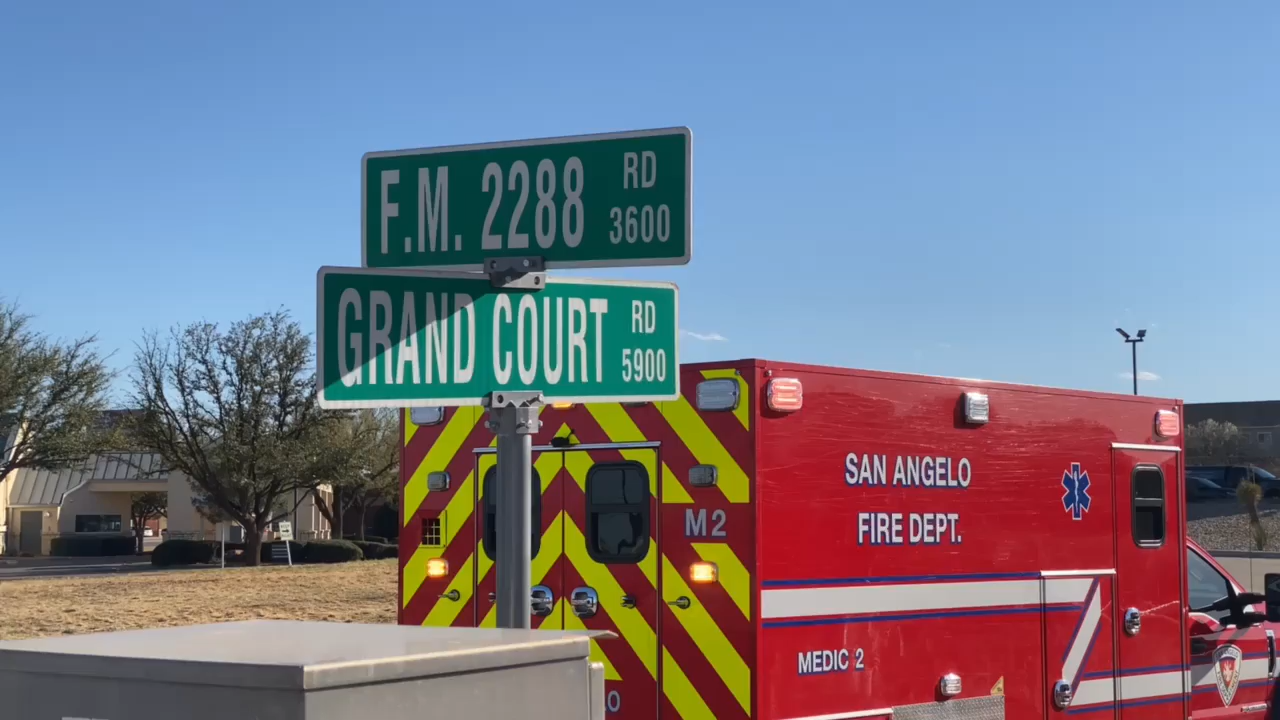 F.M. 2288 RD
3600
GRAND COURT RD
5900
SAN ANGELO
FIRE DEPT.
M2
MEDIC 2